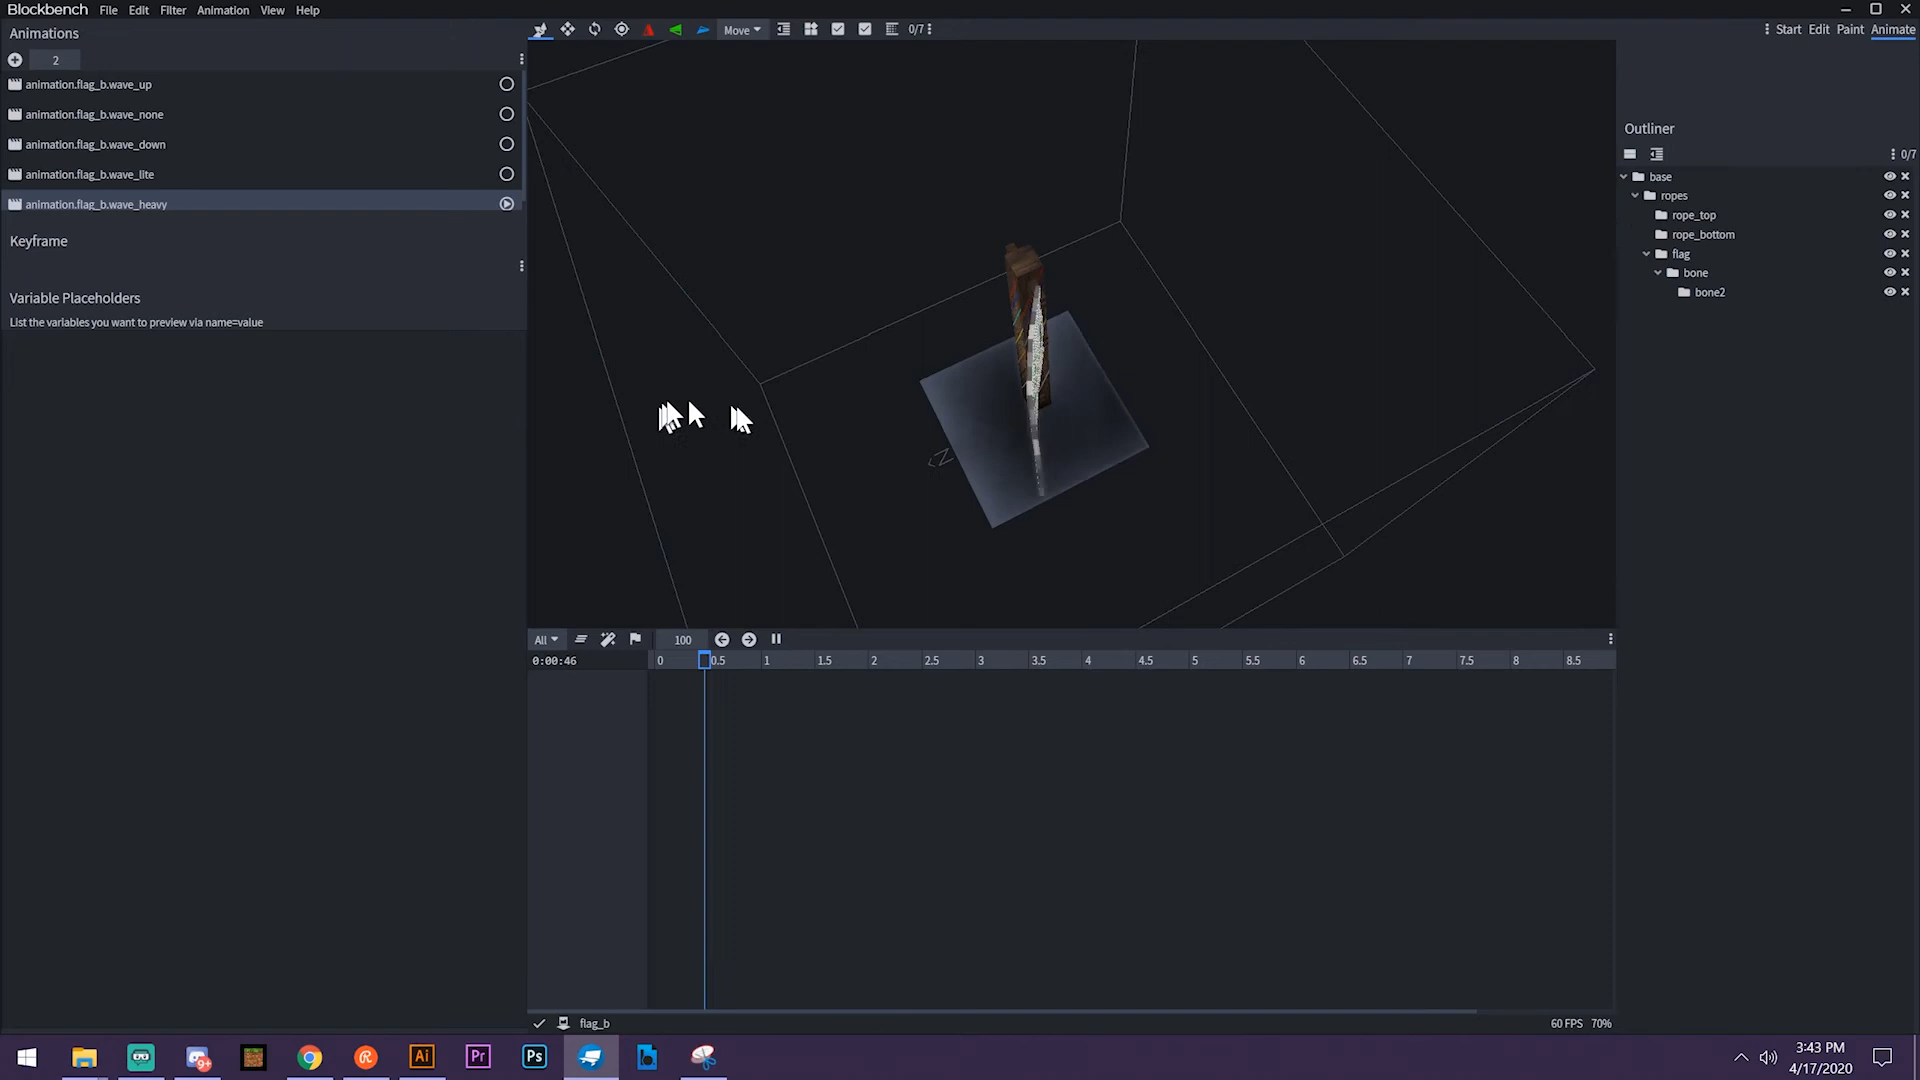 Blockbench File Edit Filter Animation View Help
Animations
2
animation.flag_b.wave_up
animation.flag_b.wave_none
animation.flag_b.wave_down
animation.flag_b.wave_lite
animation.flag_b.wave_heavy
Keyframe
Variable Placeholders
List the variables you want to preview via name=value
Move 0/7
Start Edit Paint Animate
Outliner
0/7
base
ropes
rope_top
rope_bottom
flag
bone
bone2
N
All 100
0:00:46 0 0.5 1 1.5 2 2.5 3 3.5 4 4.5 5 5.5 6 6.5 7 7.5 8 8.5
flag_b 60 FPS 70%
9+ Ai Pr Ps
3:43 PM
4/17/2020